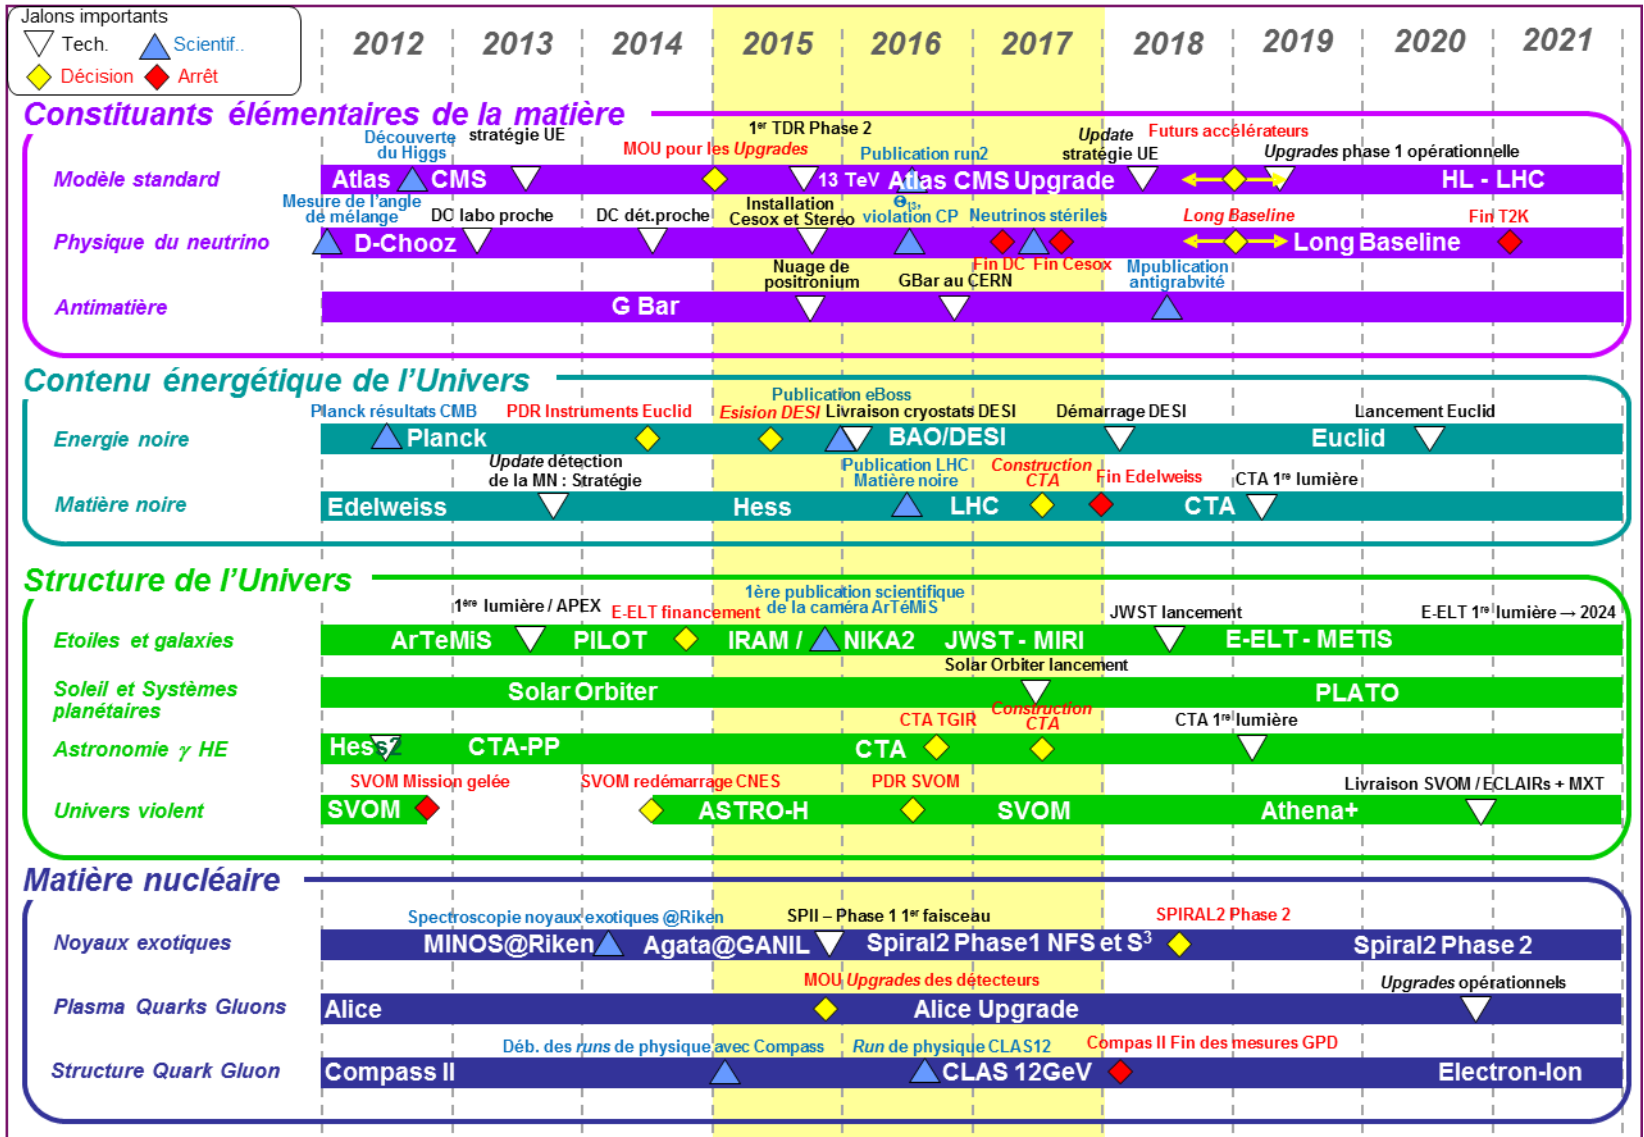 Jalons importants
Tech. Scientif..
Décision Arrêt
2012 2013 2014 2015 2016 2017 2018 2019 2020 2021
Constituants élémentaires de la matière
Découverte
du Higgs
stratégie UE
MOU pour les Upgrades
1er TDR Phase 2
Publication run2
Update
stratégie UE
Futurs accélérateurs
Upgrades phase 1 opérationnelle
Modèle standard
Atlas CMS 13 TeV Atlas CMS Upgrade HL - LHC
Mesure de l'angle
de mélange
DC labo proche
DC dét.proche
Installation
Cesox et Stereo
Θ13,
violation CP
Neutrinos stériles
Long Baseline
Fin T2K
Physique du neutrino
D-Chooz Long Baseline
Fin DC Fin Cesox
Nuage de
positronium
GBar au CERN
Mpublication
antigrabvité
Antimatière
G Bar
Contenu énergétique de l'Univers
Planck résultats CMB
PDR Instruments Euclid
Esision DESI
Publication eBoss
Livraison cryostats DESI
Démarrage DESI
Lancement Euclid
Energie noire
Planck BAO/DESI Euclid
Update détection
de la MN : Stratégie
Publication LHC
Matière noire
Construction
CTA
Fin Edelweiss
CTA 1re lumière
Matière noire
Edelweiss Hess LHC CTA
Structure de l'Univers
1ère lumière / APEX
E-ELT financement
1ère publication scientifique
de la caméra ArTéMiS
JWST lancement
E-ELT 1re lumière → 2024
Etoiles et galaxies
ArTeMiS PILOT IRAM / NIKA2 JWST - MIRI E-ELT - METIS
Solar Orbiter lancement
Soleil et Systèmes
planétaires
Solar Orbiter PLATO
CTA TGIR
Construction
CTA
CTA 1re lumière
Astronomie γ HE
Hess2 CTA-PP CTA
SVOM Mission gelée
SVOM redémarrage CNES
PDR SVOM
Livraison SVOM / ECLAIRs + MXT
Univers violent
SVOM ASTRO-H SVOM Athena+
Matière nucléaire
Spectroscopie noyaux exotiques @Riken
SPII – Phase 1 1er faisceau
SPIRAL2 Phase 2
Noyaux exotiques
MINOS@Riken Agata@GANIL Spiral2 Phase1 NFS et S3 Spiral2 Phase 2
MOU Upgrades des détecteurs
Upgrades opérationnels
Plasma Quarks Gluons
Alice Alice Upgrade
Déb. des runs de physique avec Compass
Run de physique CLAS12
Compas II Fin des mesures GPD
Structure Quark Gluon
Compass II CLAS 12GeV Electron-Ion